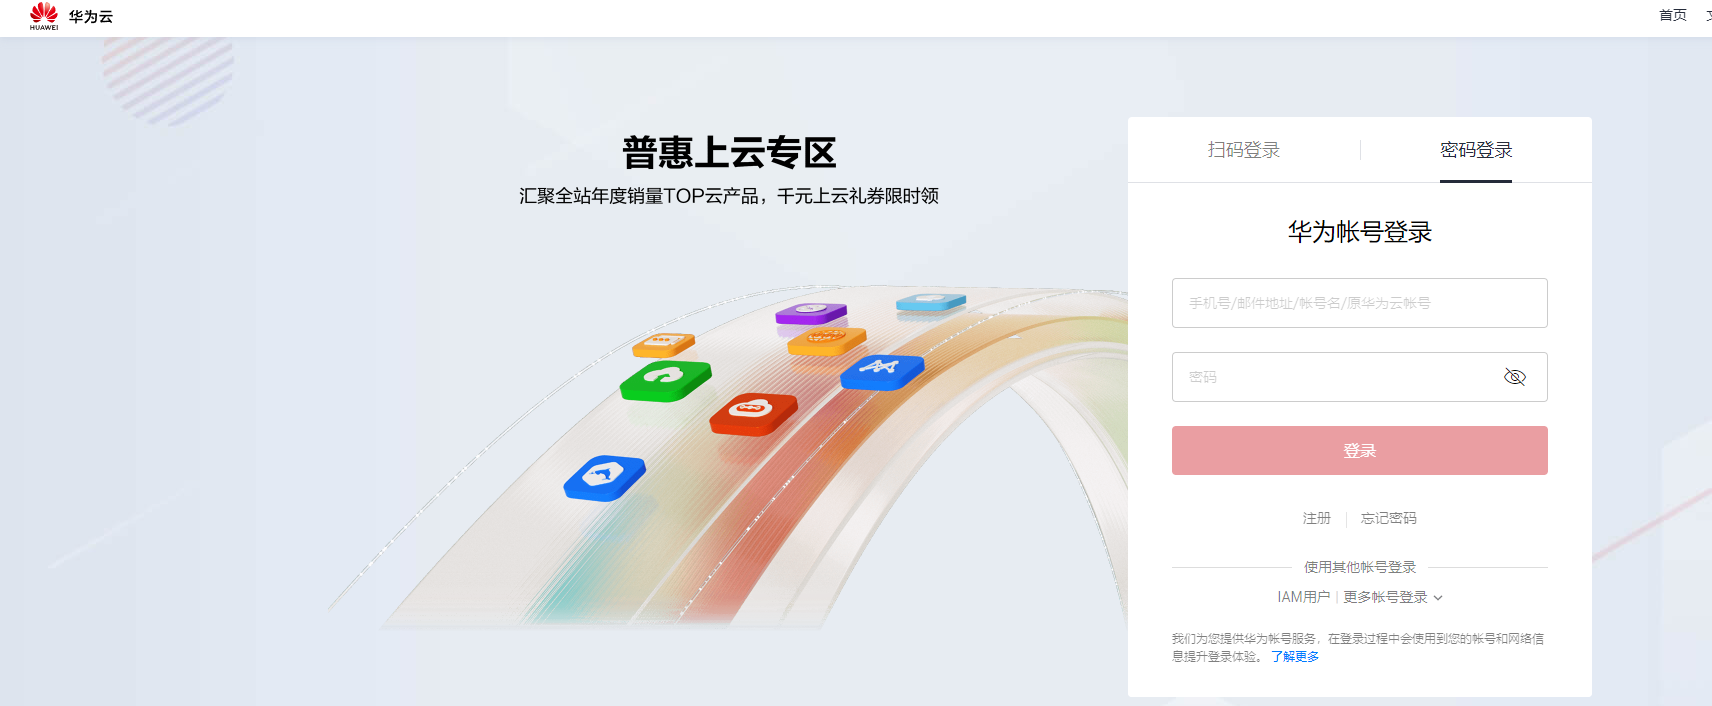 HUAWEI
华为云
首页
普惠上云专区
汇聚全站年度销量TOP云产品，千元上云礼券限时领
扫码登录
密码登录
华为帐号登录
手机号/邮件地址/帐号名/原华为云帐号
密码
登录
注册
忘记密码
使用其他帐号登录
IAM用户 | 更多帐号登录
我们为您提供华为帐号服务，在登录过程中会使用到您的帐号和网络信
息提升登录体验。 了解更多